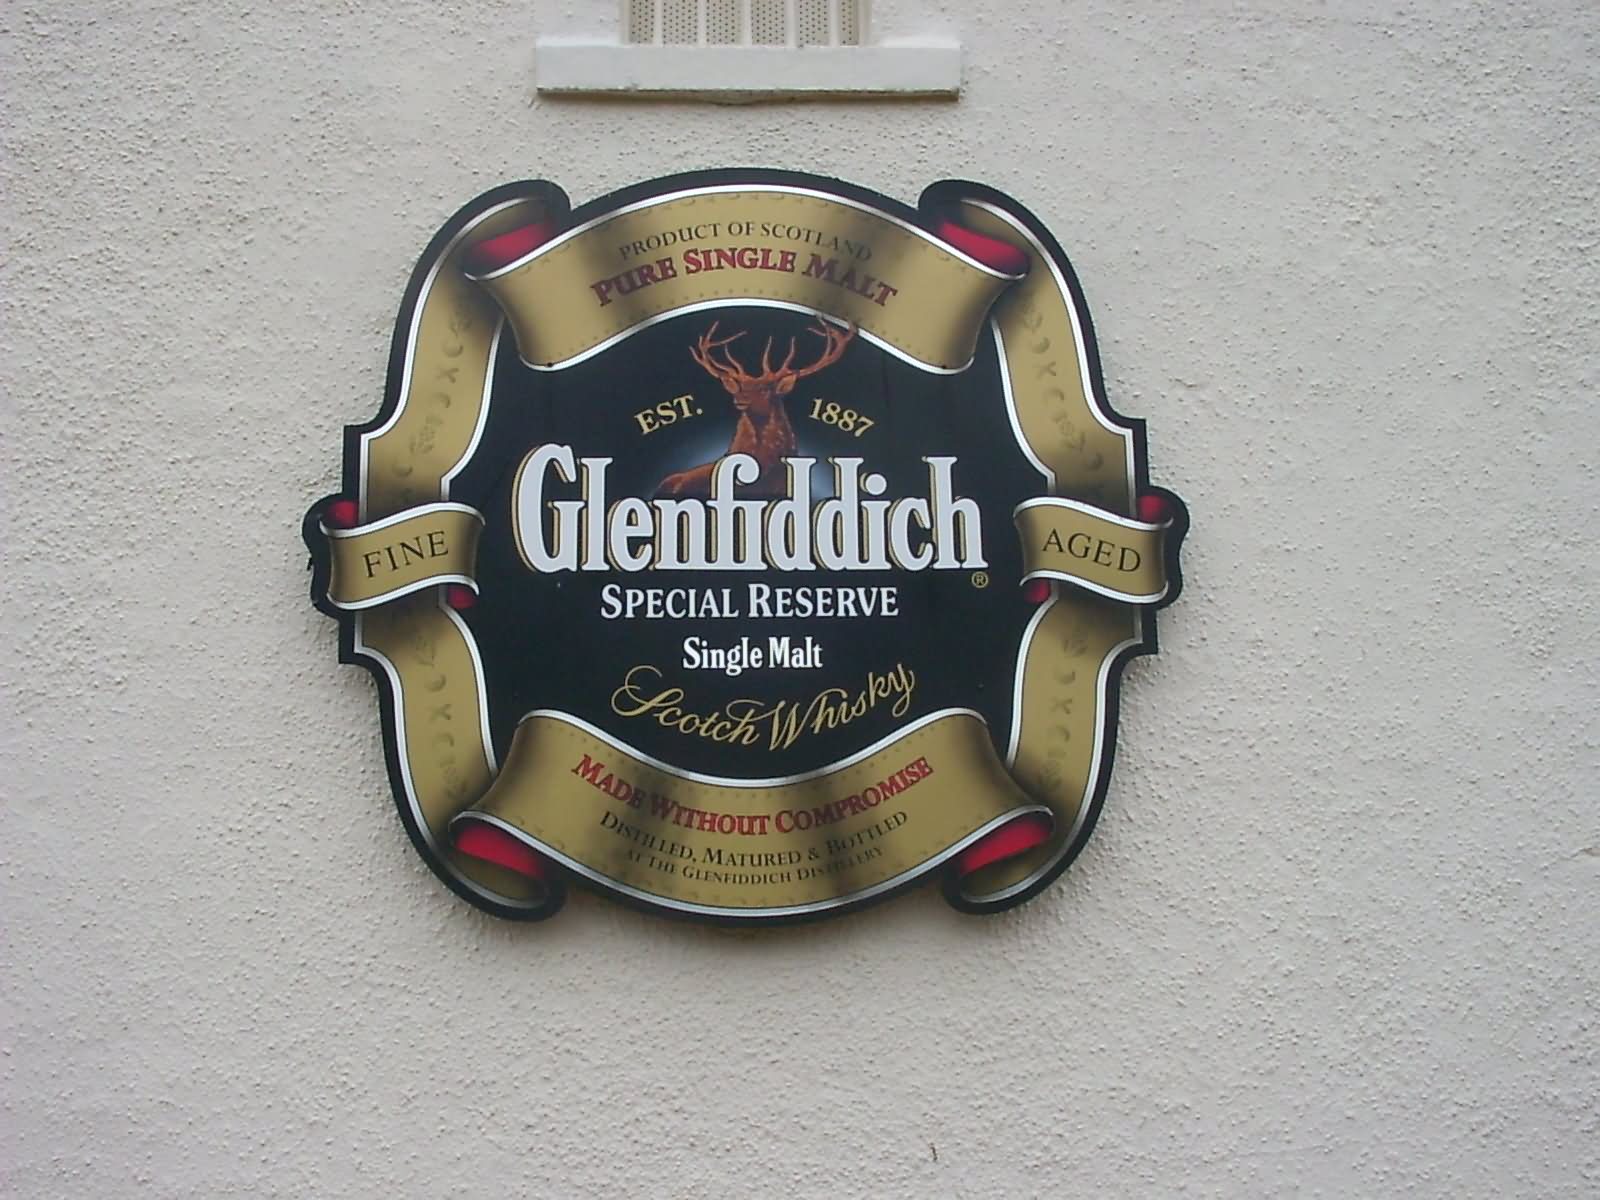 PRODUCT OF SCOTLAND
PURE SINGLE MALT
EST. 1887
Glenfiddich®
SPECIAL RESERVE
Single Malt
Scotch Whisky
FINE
AGED
MADE WITHOUT COMPROMISE
DISTILLED, MATURED & BOTTLED
AT THE GLENFIDDICH DISTILLERY